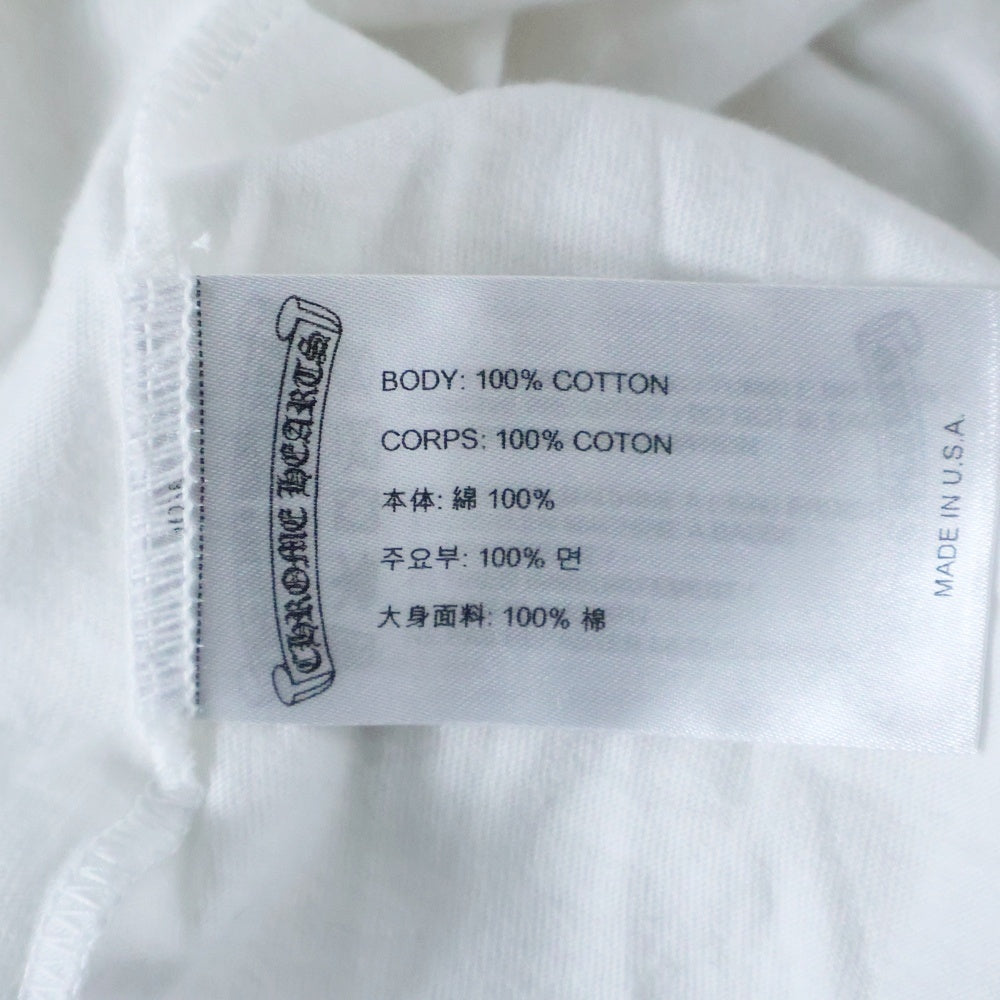 CHROME HEARTS
BODY: 100% COTTON
CORPS: 100% COTON
本体: 綿 100%
주요부: 100% 면
大身面料: 100% 棉
MADE IN U.S.A.